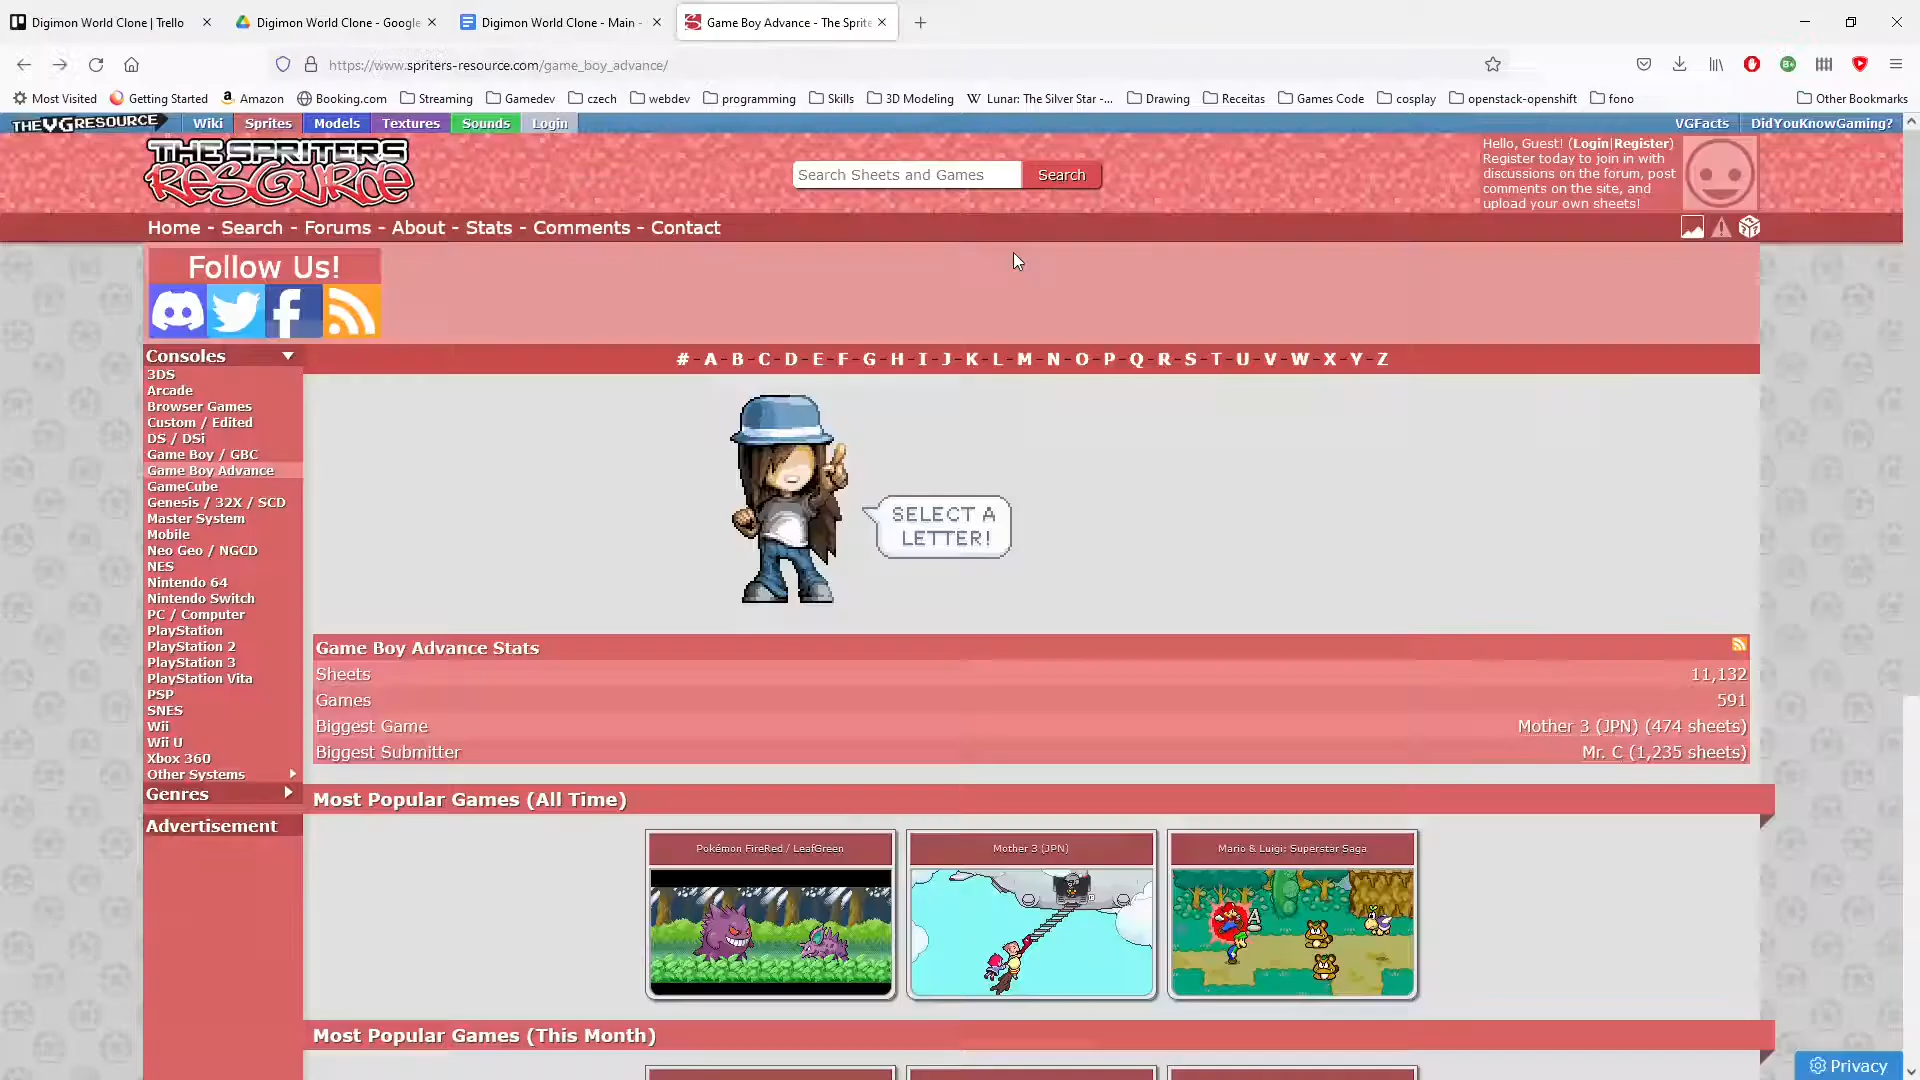 Digimon World Clone | Trello
Digimon World Clone - Google
Digimon World Clone - Main -
Game Boy Advance - The Sprite
https://www.spriters-resource.com/game_boy_advance/
Most Visited
Getting Started
Amazon
Booking.com
Streaming
Gamedev
czech
webdev
programming
Skills
3D Modeling
Lunar: The Silver Star -...
Drawing
Receitas
Games Code
cosplay
openstack-openshift
fono
Other Bookmarks
THE VG RESOURCE
Wiki
Sprites
Models
Textures
Sounds
Login
VGFacts
DidYouKnowGaming?
THE SPRITERS
RESOURCE
Search Sheets and Games
Search
Hello, Guest! (Login|Register)
Register today to join in with
discussions on the forum, post
comments on the site, and
upload your own sheets!
Home - Search - Forums - About - Stats - Comments - Contact
Follow Us!
Consoles
# - A - B - C - D - E - F - G - H - I - J - K - L - M - N - O - P - Q - R - S - T - U - V - W - X - Y - Z
3DS
Arcade
Browser Games
Custom / Edited
DS / DSi
Game Boy / GBC
Game Boy Advance
GameCube
Genesis / 32X / SCD
Master System
Mobile
Neo Geo / NGCD
NES
Nintendo 64
Nintendo Switch
PC / Computer
PlayStation
PlayStation 2
PlayStation 3
PlayStation Vita
PSP
SNES
Wii
Wii U
Xbox 360
Other Systems
Genres
Advertisement
SELECT A
LETTER!
Game Boy Advance Stats
Sheets 11,132
Games 591
Biggest Game Mother 3 (JPN) (474 sheets)
Biggest Submitter Mr. C (1,235 sheets)
Most Popular Games (All Time)
Pokémon FireRed / LeafGreen
Mother 3 (JPN)
Mario & Luigi: Superstar Saga
Most Popular Games (This Month)
Privacy